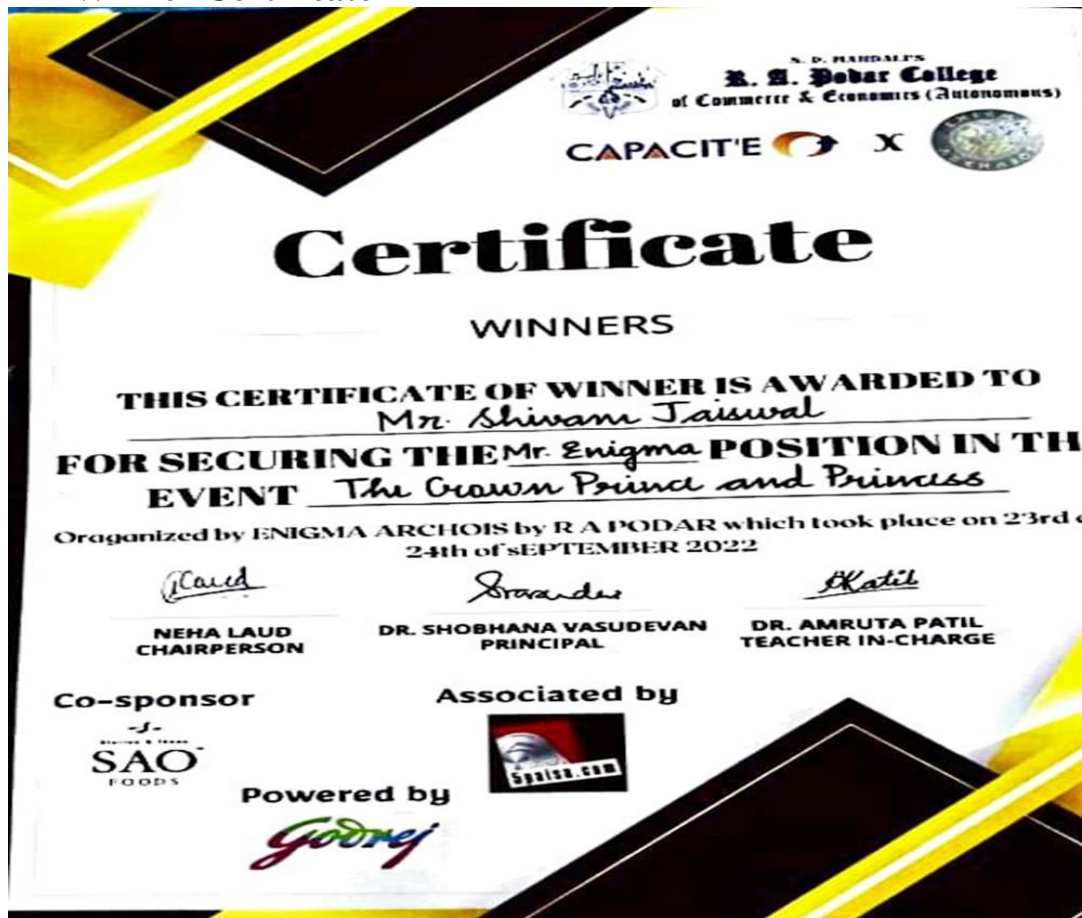 S. P. MANDALI'S
R. A. Podar College
of Commerce & Economics (Autonomous)
CAPACIT'E X
Certificate
WINNERS
THIS CERTIFICATE OF WINNER IS AWARDED TO
Mr. Shivam Jaiswal
FOR SECURING THE Mr. Enigma POSITION IN TH
EVENT The Crown Prince and Princess
Oraganized by ENIGMA ARCHOIS by R A PODAR which took place on 23rd
24th of sEPTEMBER 2022
NEHA LAUD
CHAIRPERSON
DR. SHOBHANA VASUDEVAN
PRINCIPAL
DR. AMRUTA PATIL
TEACHER IN-CHARGE
Co-sponsor
SAO
FOODS
Associated by
5paisa.com
Powered by
Godrej